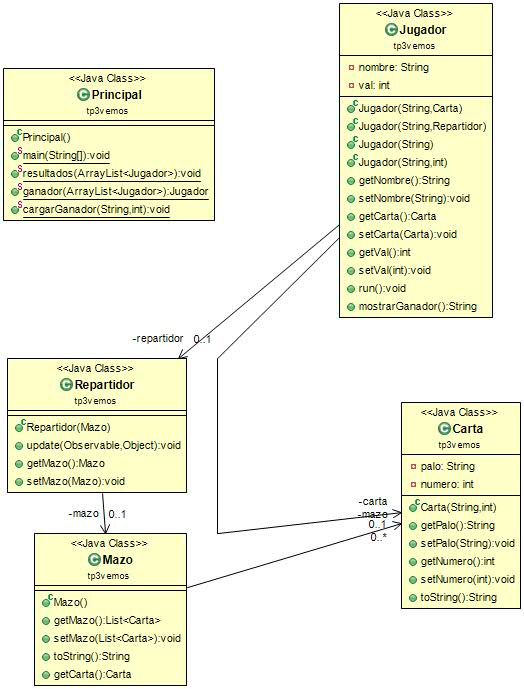 <<Java Class>>
Jugador
tp3vemos
nombre: String
val: int
Jugador(String,Carta)
Jugador(String,Repartidor)
Jugador(String)
Jugador(String,int)
getNombre():String
setNombre(String):void
getCarta():Carta
setCarta(Carta):void
getVal():int
setVal(int):void
run():void
mostrarGanador():String
<<Java Class>>
Principal
tp3vemos
Principal()
main(String[]):void
resultados(ArrayList<Jugador>):void
ganador(ArrayList<Jugador>):Jugador
cargarGanador(String,int):void
-repartidor 0..1
<<Java Class>>
Repartidor
tp3vemos
Repartidor(Mazo)
update(Observable,Object):void
getMazo():Mazo
setMazo(Mazo):void
-mazo 0..1
<<Java Class>>
Carta
tp3vemos
palo: String
numero: int
Carta(String,int)
getPalo():String
setPalo(String):void
getNumero():int
setNumero(int):void
toString():String
-carta
-mazo
0..1
0..*
<<Java Class>>
Mazo
tp3vemos
Mazo()
getMazo():List<Carta>
setMazo(List<Carta>):void
toString():String
getCarta():Carta